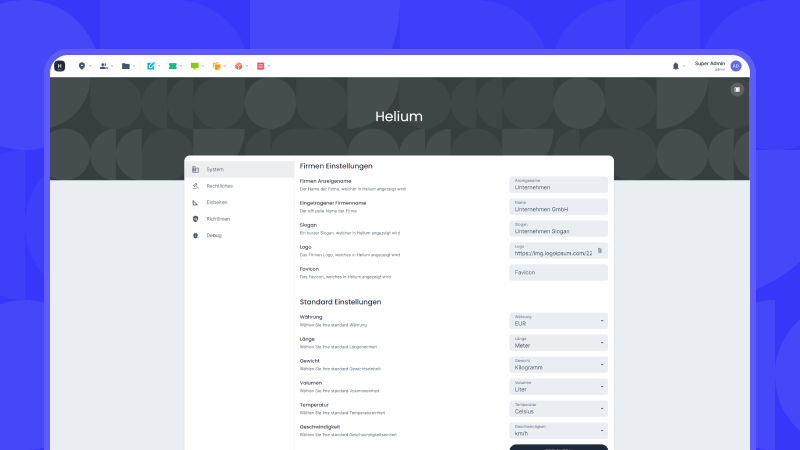 H
Super Admin
admin
AD
Helium
System
Rechtliches
Einheiten
Richtlinien
Debug
Firmen Einstellungen
Firmen Anzeigename
Der Name der Firma, welcher in Helium angezeigt wird
Anzeigename
Unternehmen
Eingetragener Firmenname
Der offizielle Name der Firma
Name
Unternehmen GmbH
Slogan
Ein kurzer Slogan, welcher in Helium angezeigt wird
Slogan
Unternehmen Slogan
Logo
Das Firmen Logo, welches in Helium angezeigt wird
Logo
https://img.logoipsum.com/22
Favicon
Das Favicon, welches in Helium angezeigt wird
Favicon
Standard Einstellungen
Währung
Wählen Sie Ihre standard Währung
Währung
EUR
Länge
Wählen Sie Ihre standard Längeneinheit
Länge
Meter
Gewicht
Wählen Sie Ihre standard Gewichtseinheit
Gewicht
Kilogramm
Volumen
Wählen Sie Ihre standard Volumeneinheit
Volumen
Liter
Temperatur
Wählen Sie Ihre standard Temperatureinheit
Temperatur
Celsius
Geschwindigkeit
Wählen Sie Ihre standard Geschwindigkeitseinheit
Geschwindigkeit
km/h